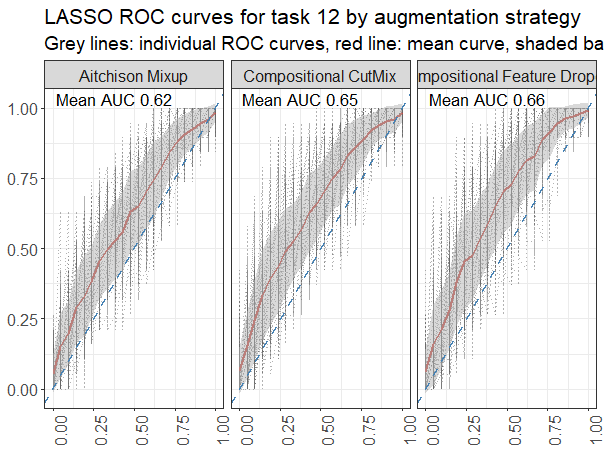 LASSO ROC curves for task 12 by augmentation strategy
Grey lines: individual ROC curves, red line: mean curve, shaded ba
Aitchison Mixup
Compositional CutMix
mpositional Feature Drop
Mean AUC 0.62
Mean AUC 0.65
Mean AUC 0.66
1.00
0.75
0.50
0.25
0.00
0.00 0.25 0.50 0.75 1.00
0.00 0.25 0.50 0.75 1.00
0.00 0.25 0.50 0.75 1.00